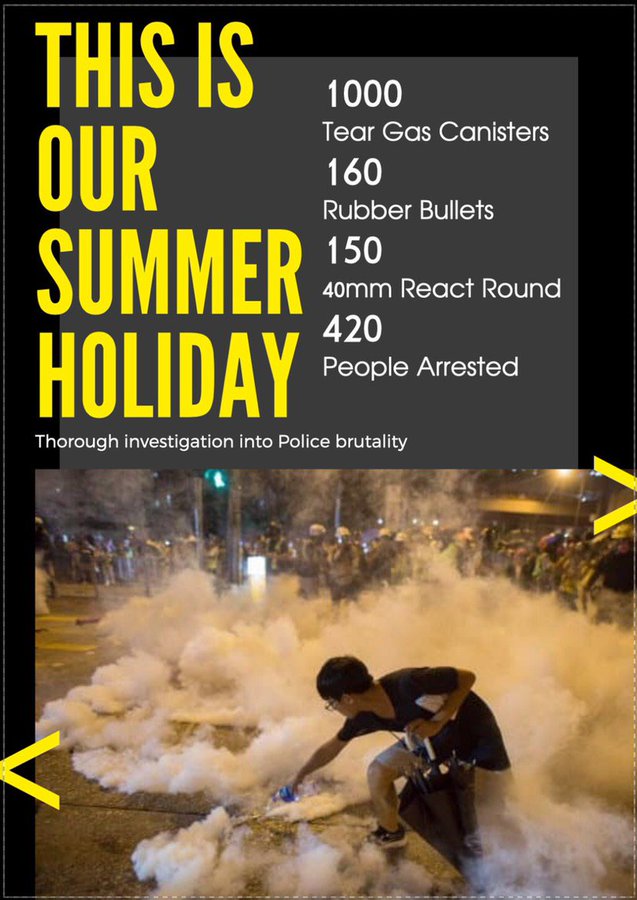 THIS IS
OUR
SUMMER
HOLIDAY
1000
Tear Gas Canisters
160
Rubber Bullets
150
40mm React Round
420
People Arrested
Thorough investigation into Police brutality